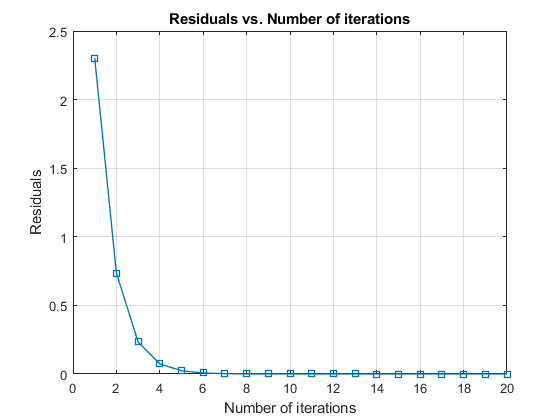 Residuals vs. Number of iterations
2.5
2
1.5
1
0.5
0
Residuals
0 2 4 6 8 10 12 14 16 18 20
Number of iterations